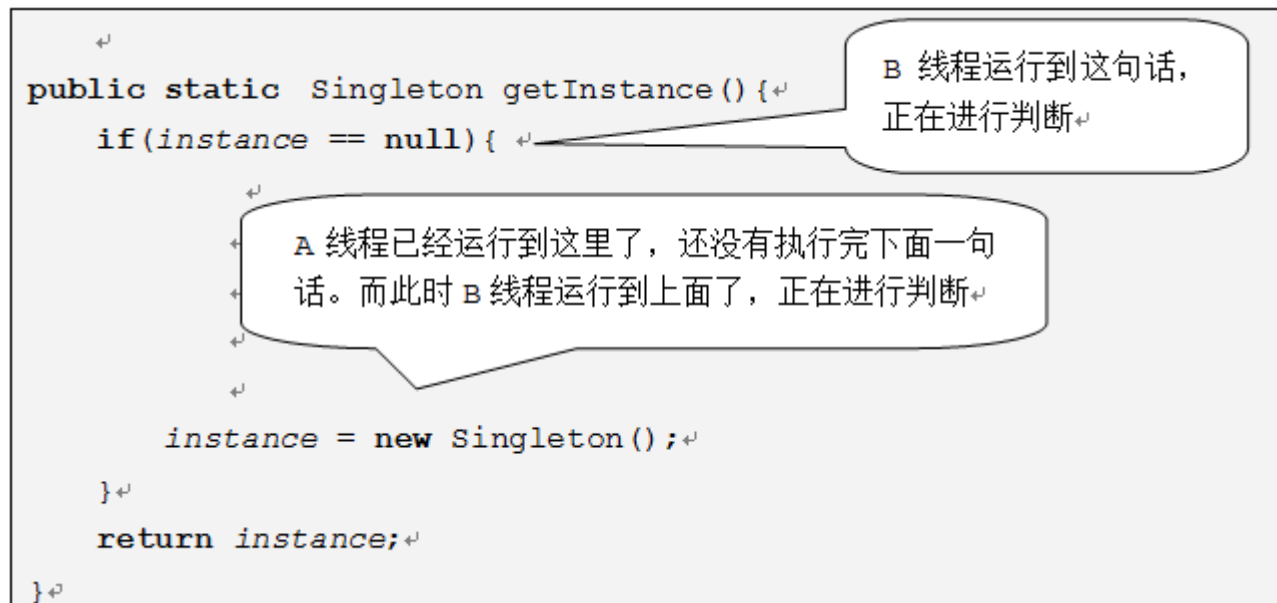 public static Singleton getInstance(){
B 线程运行到这句话，
正在进行判断
if(instance == null){
A 线程已经运行到这里了，还没有执行完下面一句
话。而此时 B 线程运行到上面了，正在进行判断
instance = new Singleton();
}
return instance;
}